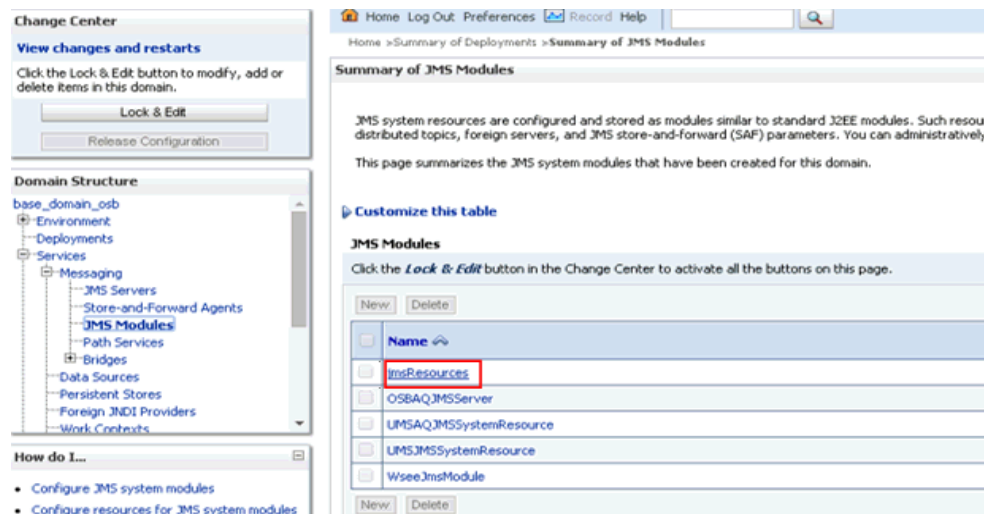 Change Center
View changes and restarts
Click the Lock & Edit button to modify, add or
delete items in this domain.
Lock & Edit
Release Configuration
Domain Structure
base_domain_osb
Environment
Deployments
Services
Messaging
JMS Servers
Store-and-Forward Agents
JMS Modules
Path Services
Bridges
Data Sources
Persistent Stores
Foreign JNDI Providers
Work Contexts
How do I...
Configure JMS system modules
Configure resources for JMS system modules
Home Log Out Preferences Record Help
Home >Summary of Deployments >Summary of JMS Modules
Summary of JMS Modules
JMS system resources are configured and stored as modules similar to standard J2EE modules. Such resou
distributed topics, foreign servers, and JMS store-and-forward (SAF) parameters. You can administratively
This page summarizes the JMS system modules that have been created for this domain.
Customize this table
JMS Modules
Click the Lock & Edit button in the Change Center to activate all the buttons on this page.
New Delete
Name
jmsResources
OSBAQJMSServer
UMSAQJMSSystemResource
UMSJMSSystemResource
WseeJmsModule
New Delete